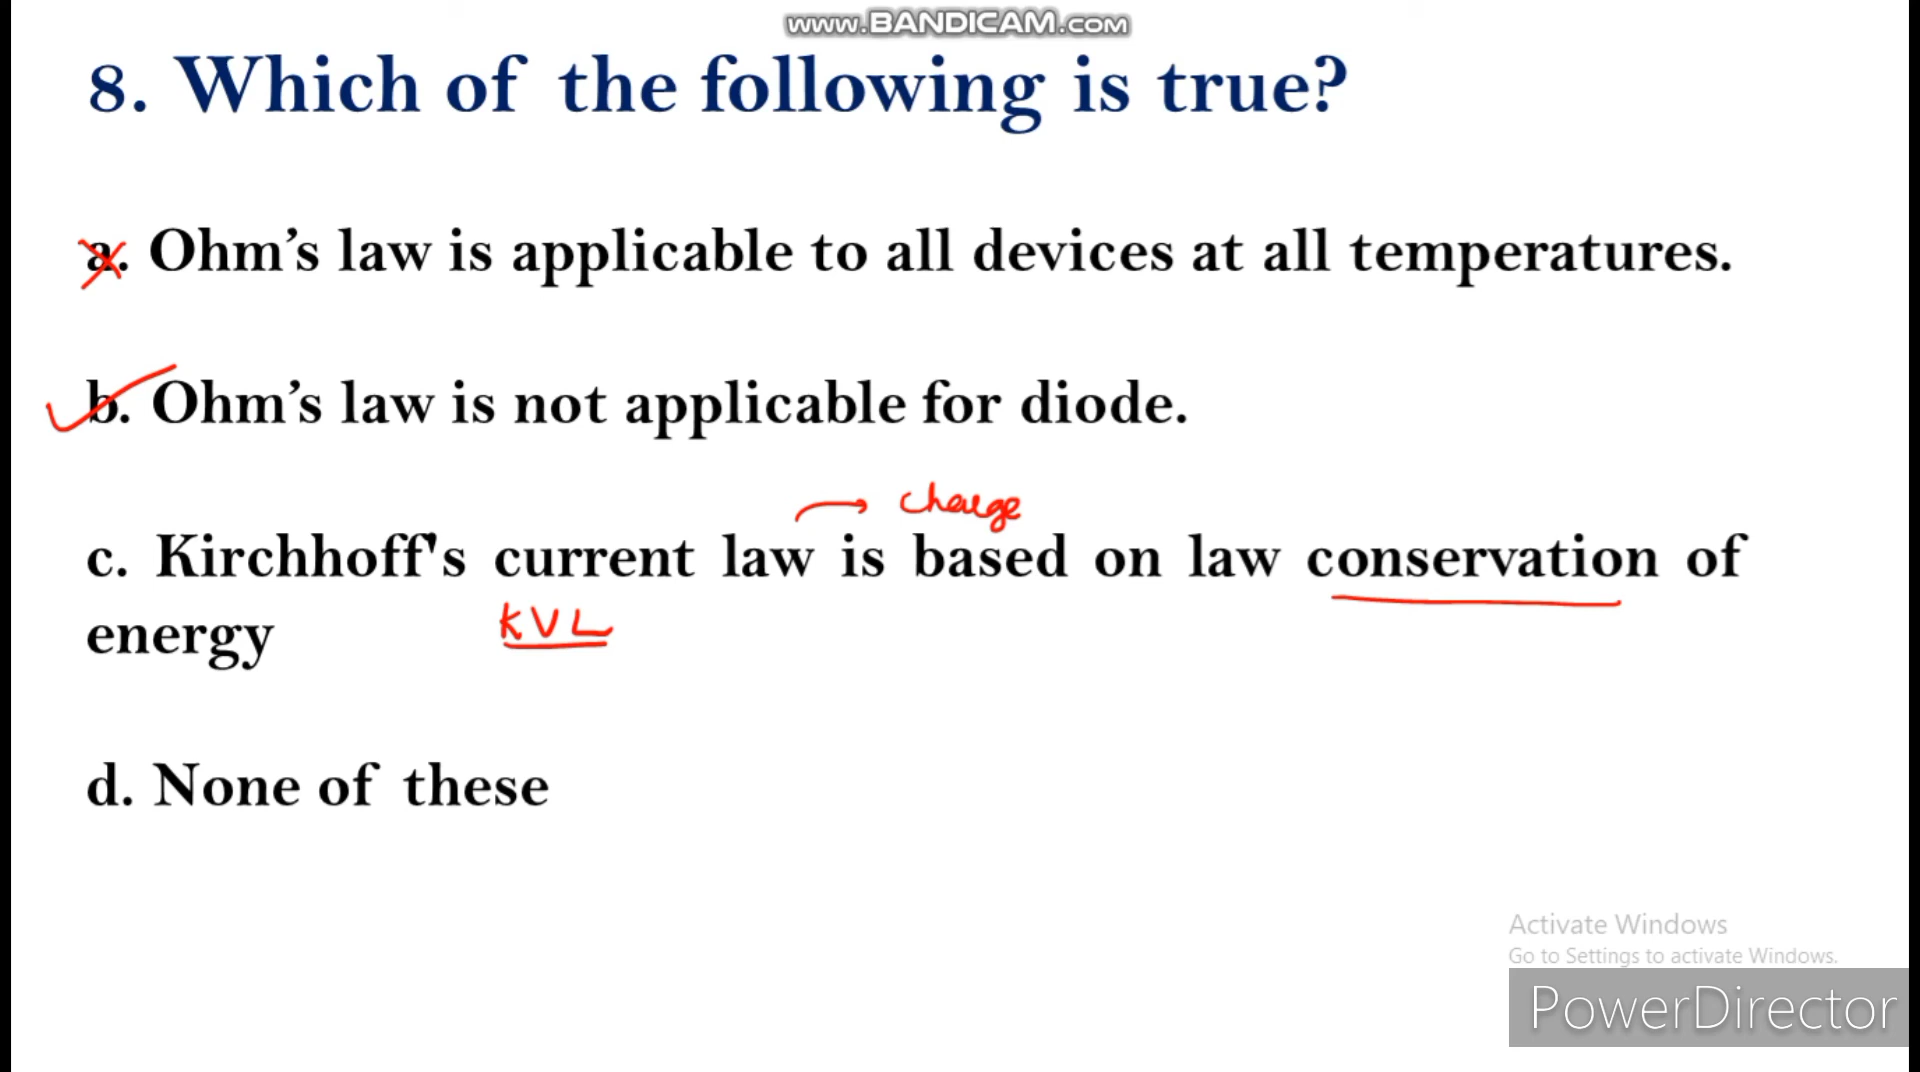 www.BANDICAM.com
8. Which of the following is true?
a. Ohm’s law is applicable to all devices at all temperatures.
b. Ohm’s law is not applicable for diode.
charge
c. Kirchhoff's current law is based on law conservation of
energy
KVL
d. None of these
Activate Windows
Go to Settings to activate Windows.
PowerDirector